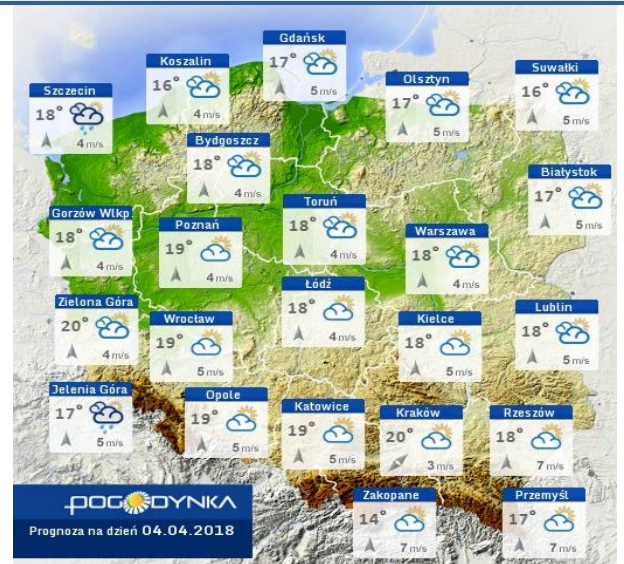 Gdańsk
17°
5 m/s
Koszalin
16°
4 m/s
Suwałki
16°
5 m/s
Olsztyn
17°
5 m/s
Szczecin
18°
4 m/s
Bydgoszcz
18°
4 m/s
Białystok
17°
5 m/s
Toruń
18°
4 m/s
Gorzów Wlkp
18°
4 m/s
Poznań
19°
4 m/s
Warszawa
18°
4 m/s
Łódź
18°
4 m/s
Zielona Góra
20°
4 m/s
Wrocław
19°
5 m/s
Kielce
18°
5 m/s
Lublin
18°
5 m/s
Jelenia Góra
17°
5 m/s
Opole
19°
5 m/s
Katowice
19°
5 m/s
Kraków
20°
3 m/s
Rzeszów
18°
7 m/s
Zakopane
14°
7 m/s
Przemyśl
17°
7 m/s
POGODYNKA
Prognoza na dzień 04.04.2018